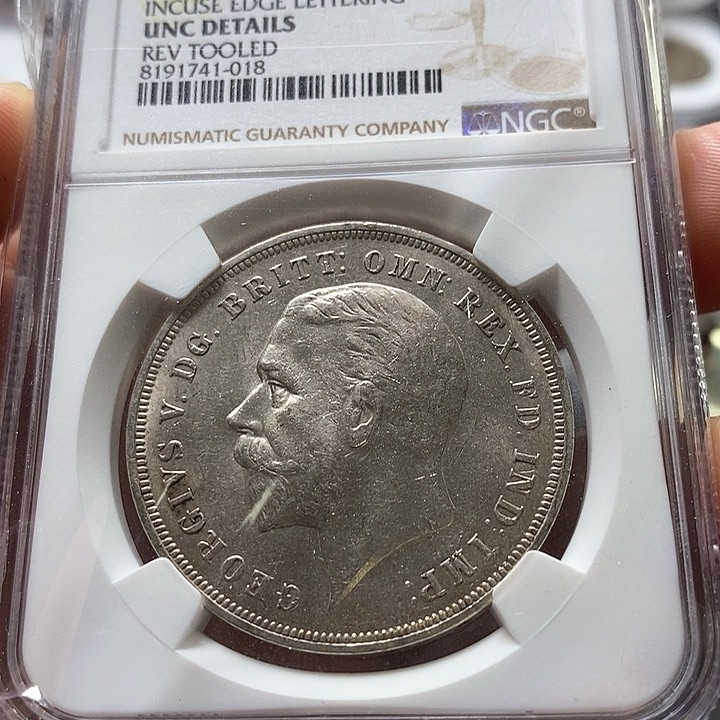 INCUSE EDGE LETTERING
UNC DETAILS
REV TOOLED
8191741-018
NUMISMATIC GUARANTY COMPANY
NGC®
GEORGIVS V. DG. BRITT: OMN: REX. F.D. IND: IMP: